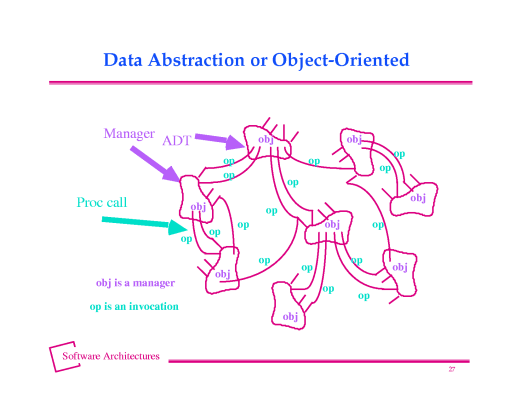 Data Abstraction or Object-Oriented
Manager
ADT
obj
obj
op
op
op
op
op
op
obj
Proc call
obj
op
op
obj
op
op
op
op
op
op
obj
obj
obj is a manager
op
op
op is an invocation
obj
Software Architectures
27